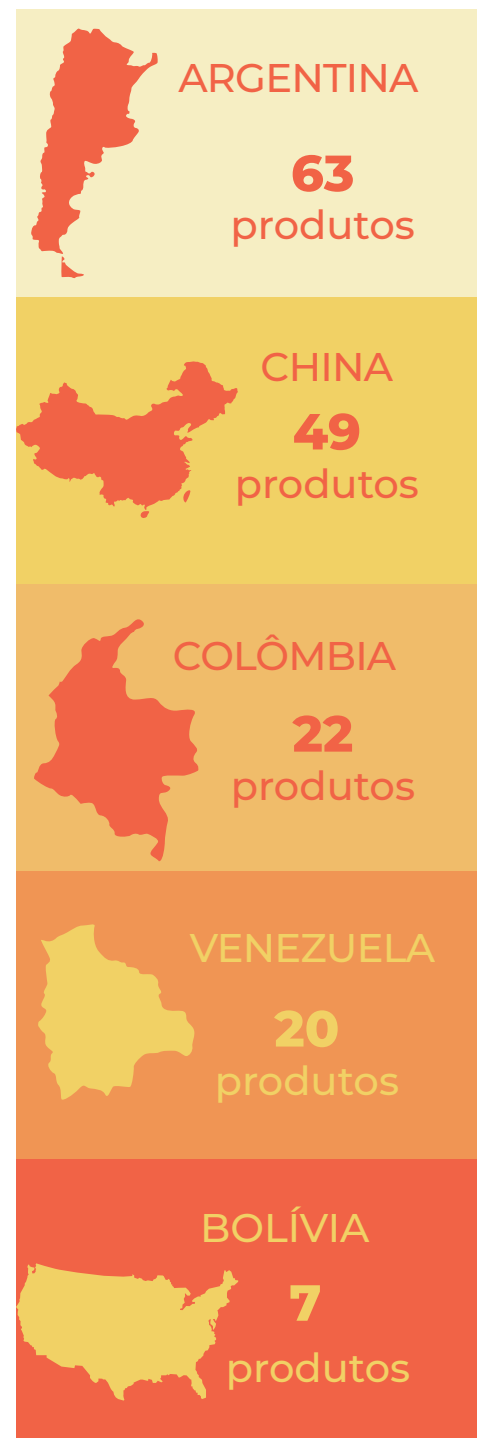 ARGENTINA
63
produtos
CHINA
49
produtos
COLÔMBIA
22
produtos
VENEZUELA
20
produtos
BOLÍVIA
7
produtos